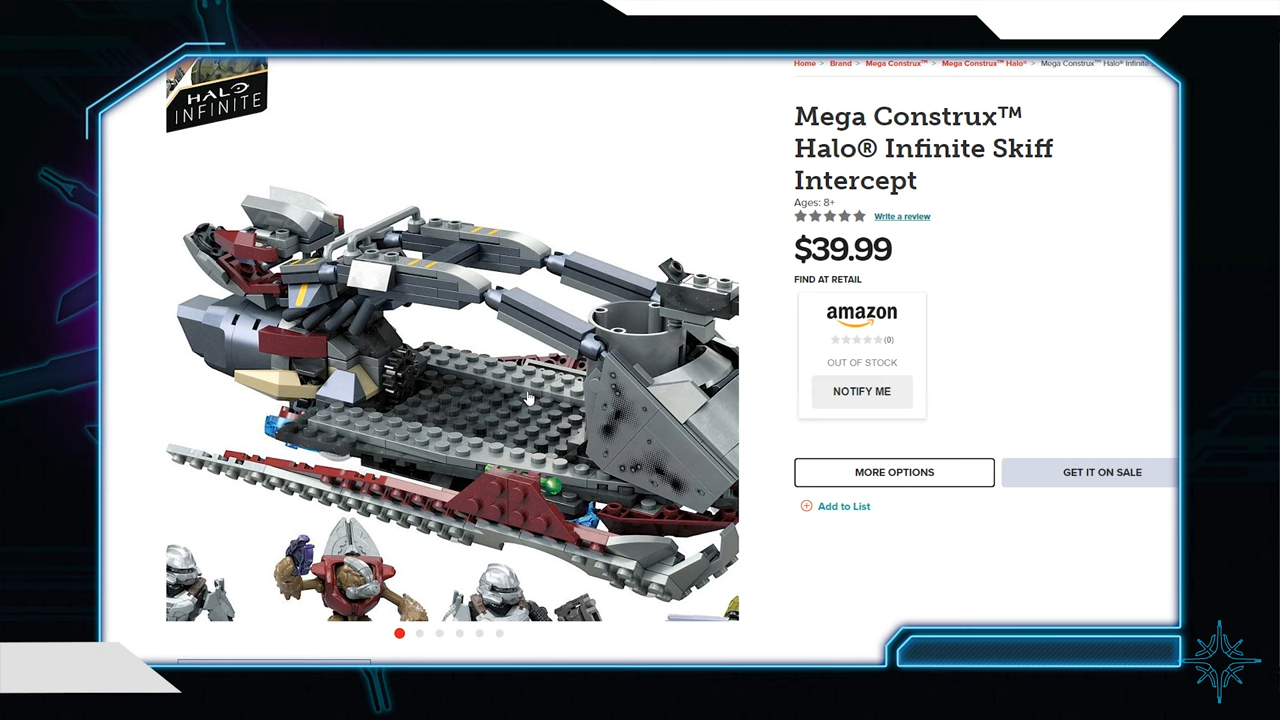 HALO
INFINITE
Home > Brand > Mega Construx™ > Mega Construx™ Halo® > Mega Construx™ Halo® Infinite
Mega Construx™
Halo® Infinite Skiff
Intercept
Ages: 8+
Write a review
$39.99
FIND AT RETAIL
amazon
(0)
OUT OF STOCK
NOTIFY ME
MORE OPTIONS
GET IT ON SALE
Add to List